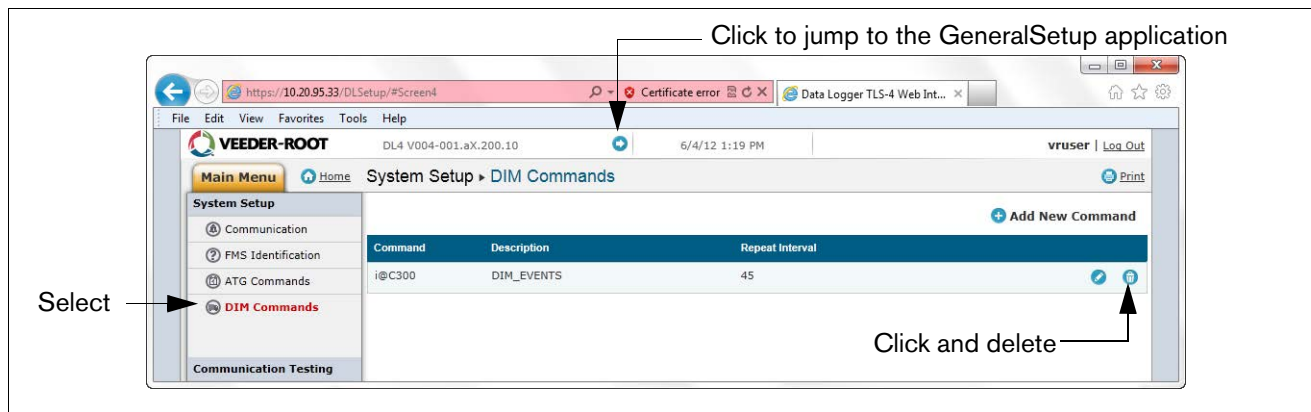 Click to jump to the GeneralSetup application
https://10.20.95.33/DLSetup/#Screen4
Certificate error
Data Logger TLS-4 Web Int...
File Edit View Favorites Tools Help
VEEDER-ROOT
DL4 V004-001.aX.200.10
6/4/12 1:19 PM
vruser | Log Out
Main Menu
Home
System Setup ▸ DIM Commands
Print
System Setup
Add New Command
Communication
Command Description Repeat Interval
FMS Identification
i@C300 DIM_EVENTS 45
ATG Commands
Select
DIM Commands
Click and delete
Communication Testing